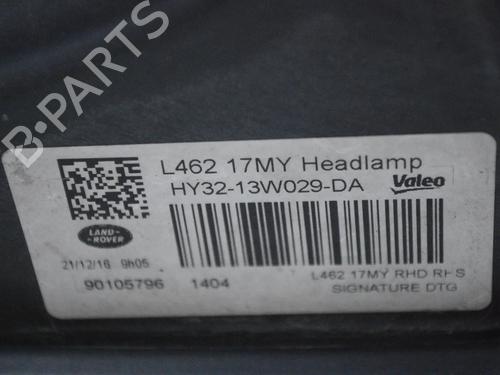 B-PARTS
L462 17MY Headlamp
HY32-13W029-DA Valeo
LAND-
ROVER
21/12/16 9h05
90105796 1404
L462 17MY RHD RHS
SIGNATURE DTG